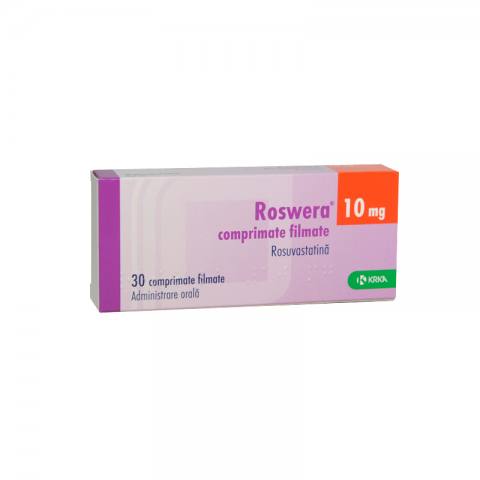 Roswera® 10 mg
comprimate filmate
Rosuvastatină
30 comprimate filmate
Administrare orală
KRKA